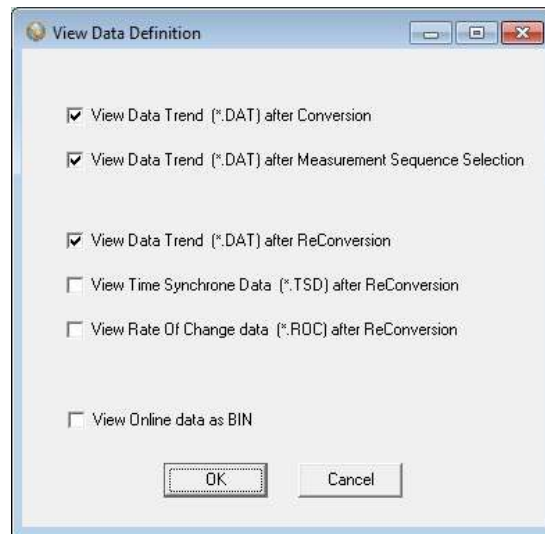 View Data Definition
View Data Trend (*.DAT) after Conversion
View Data Trend (*.DAT) after Measurement Sequence Selection
View Data Trend (*.DAT) after ReConversion
View Time Synchrone Data (*.TSD) after ReConversion
View Rate Of Change data (*.ROC) after ReConversion
View Online data as BIN
OK Cancel